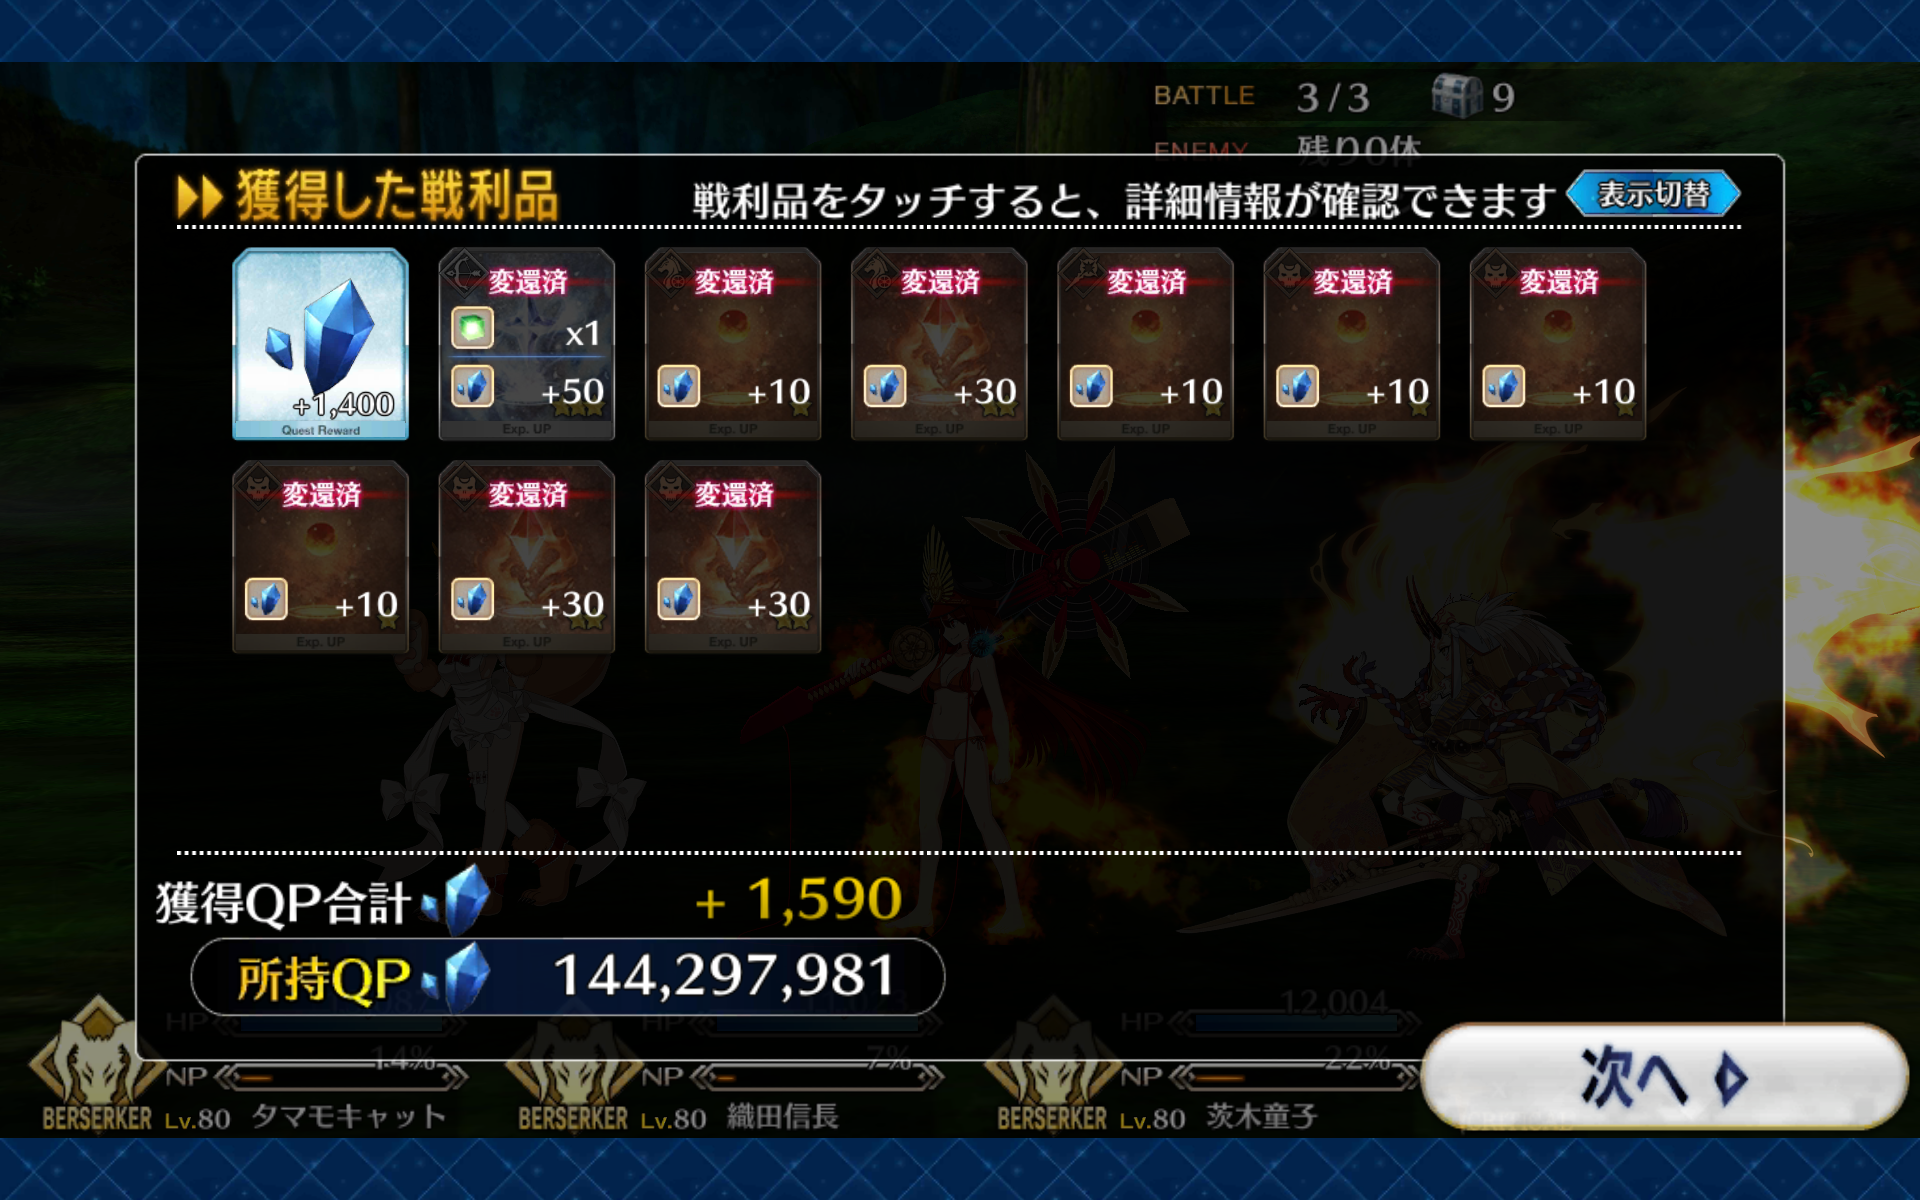 BATTLE 3/3 9
ENEMY 残り0体
獲得した戦利品 戦利品をタッチすると、詳細情報が確認できます 表示切替
変還済 変還済 変還済 変還済 変還済 変還済
x1
+1,400 +50 +10 +30 +10 +10 +10
Quest Reward Exp. UP Exp. UP Exp. UP Exp. UP Exp. UP Exp. UP
変還済 変還済 変還済
+10 +30 +30
Exp. UP Exp. UP Exp. UP
獲得QP合計 + 1,590
所持QP 144,297,981
HP HP HP 12,004
NP 14% NP 7% NP 22%
BERSERKER Lv.80 タマモキャット BERSERKER Lv.80 織田信長 BERSERKER Lv.80 茨木童子
次へ